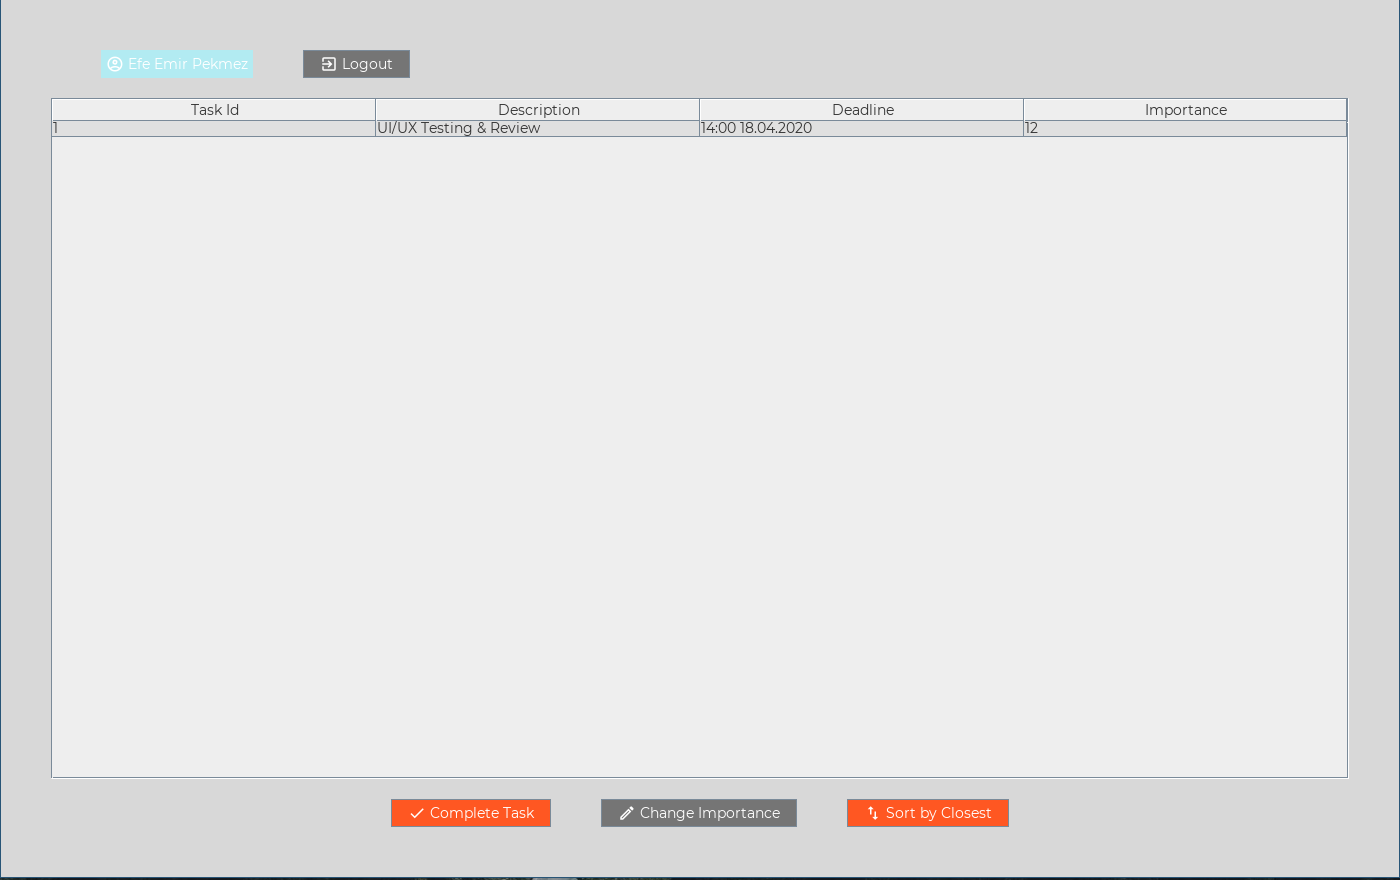 Efe Emir Pekmez Logout
Task Id Description Deadline Importance
1 UI/UX Testing & Review 14:00 18.04.2020 12
Complete Task Change Importance Sort by Closest